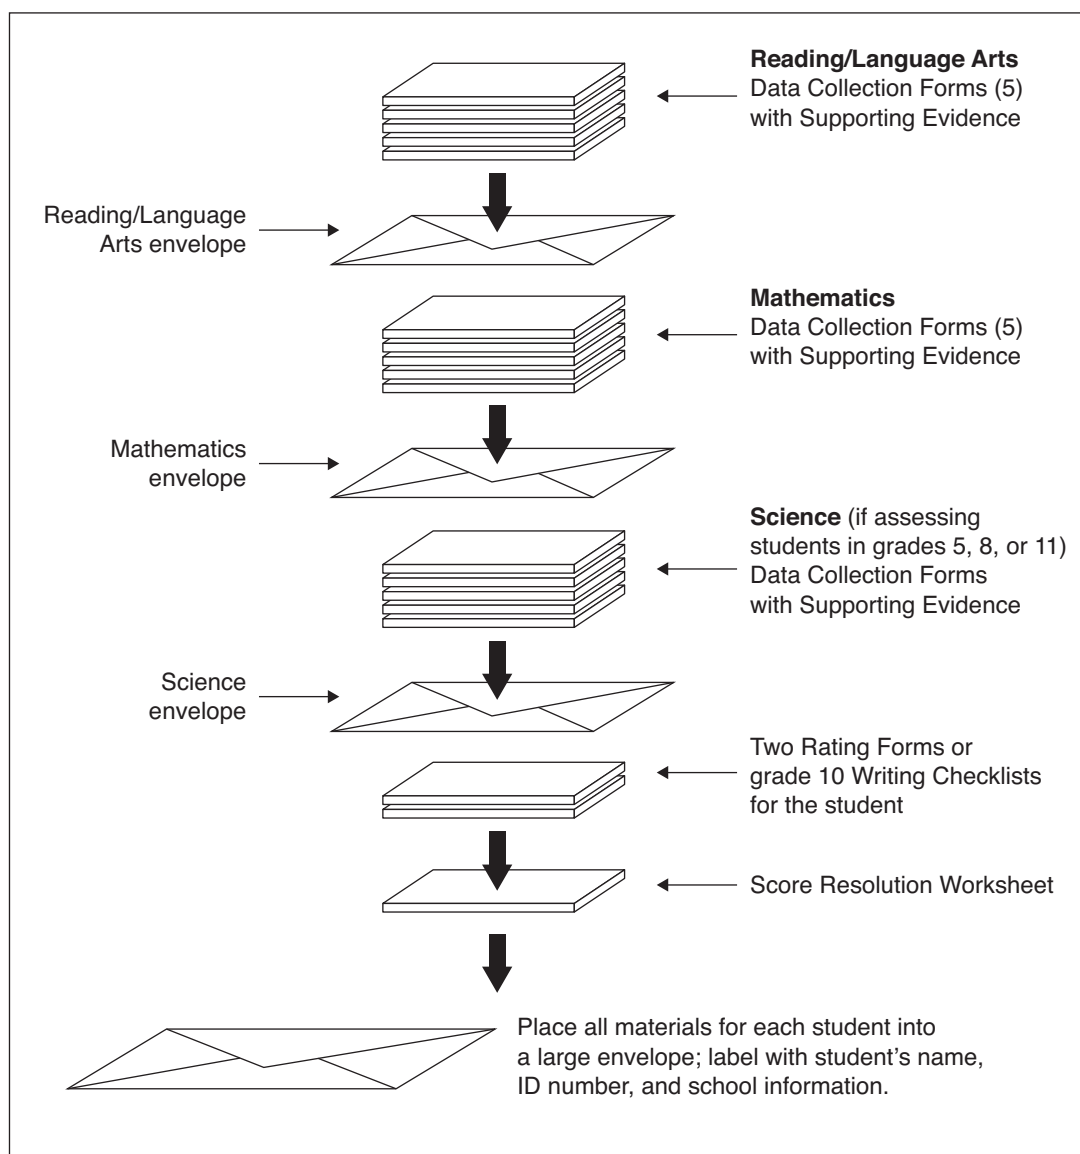 Reading/Language Arts
Data Collection Forms (5)
with Supporting Evidence
Reading/Language
Arts envelope
Mathematics
Data Collection Forms (5)
with Supporting Evidence
Mathematics
envelope
Science (if assessing
students in grades 5, 8, or 11)
Data Collection Forms
with Supporting Evidence
Science
envelope
Two Rating Forms or
grade 10 Writing Checklists
for the student
Score Resolution Worksheet
Place all materials for each student into
a large envelope; label with student’s name,
ID number, and school information.